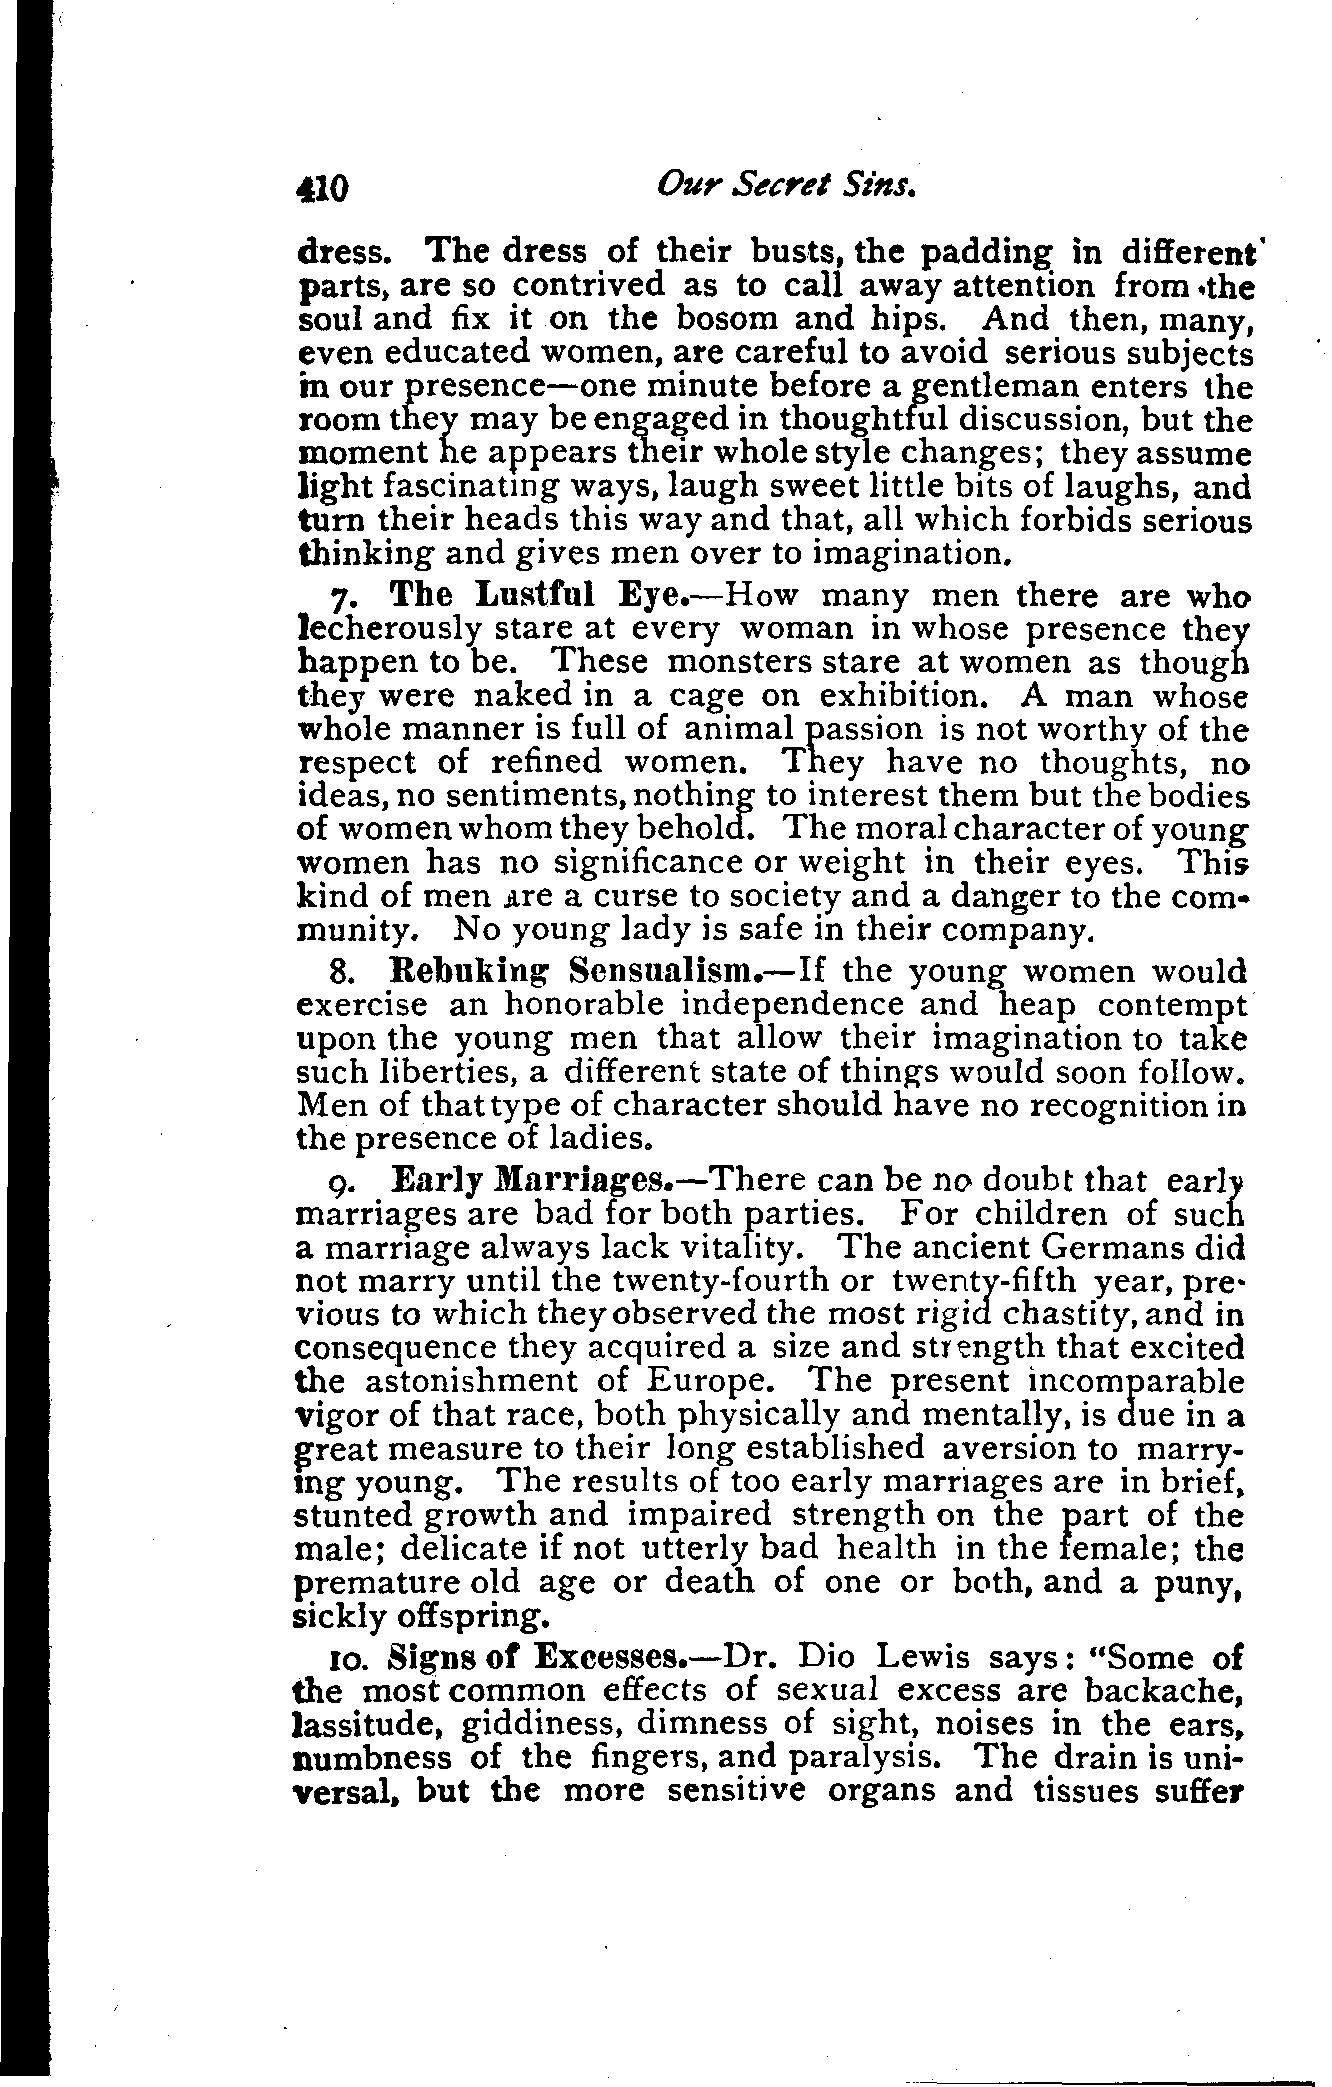 410 Our Secret Sins.
dress. The dress of their busts, the padding in different
parts, are so contrived as to call away attention from the
soul and fix it on the bosom and hips. And then, many,
even educated women, are careful to avoid serious subjects
in our presence—one minute before a gentleman enters the
room they may be engaged in thoughtful discussion, but the
moment he appears their whole style changes; they assume
light fascinating ways, laugh sweet little bits of laughs, and
turn their heads this way and that, all which forbids serious
thinking and gives men over to imagination.
7. The Lustful Eye.—How many men there are who
lecherously stare at every woman in whose presence they
happen to be. These monsters stare at women as though
they were naked in a cage on exhibition. A man whose
whole manner is full of animal passion is not worthy of the
respect of refined women. They have no thoughts, no
ideas, no sentiments, nothing to interest them but the bodies
of women whom they behold. The moral character of young
women has no significance or weight in their eyes. This
kind of men are a curse to society and a danger to the com-
munity. No young lady is safe in their company.
8. Rebuking Sensualism.—If the young women would
exercise an honorable independence and heap contempt
upon the young men that allow their imagination to take
such liberties, a different state of things would soon follow.
Men of that type of character should have no recognition in
the presence of ladies.
9. Early Marriages.—There can be no doubt that early
marriages are bad for both parties. For children of such
a marriage always lack vitality. The ancient Germans did
not marry until the twenty-fourth or twenty-fifth year, pre-
vious to which they observed the most rigid chastity, and in
consequence they acquired a size and strength that excited
the astonishment of Europe. The present incomparable
vigor of that race, both physically and mentally, is due in a
great measure to their long established aversion to marry-
ing young. The results of too early marriages are in brief,
stunted growth and impaired strength on the part of the
male; delicate if not utterly bad health in the female; the
premature old age or death of one or both, and a puny,
sickly offspring.
10. Signs of Excesses.—Dr. Dio Lewis says: "Some of
the most common effects of sexual excess are backache,
lassitude, giddiness, dimness of sight, noises in the ears,
numbness of the fingers, and paralysis. The drain is uni-
versal, but the more sensitive organs and tissues suffer